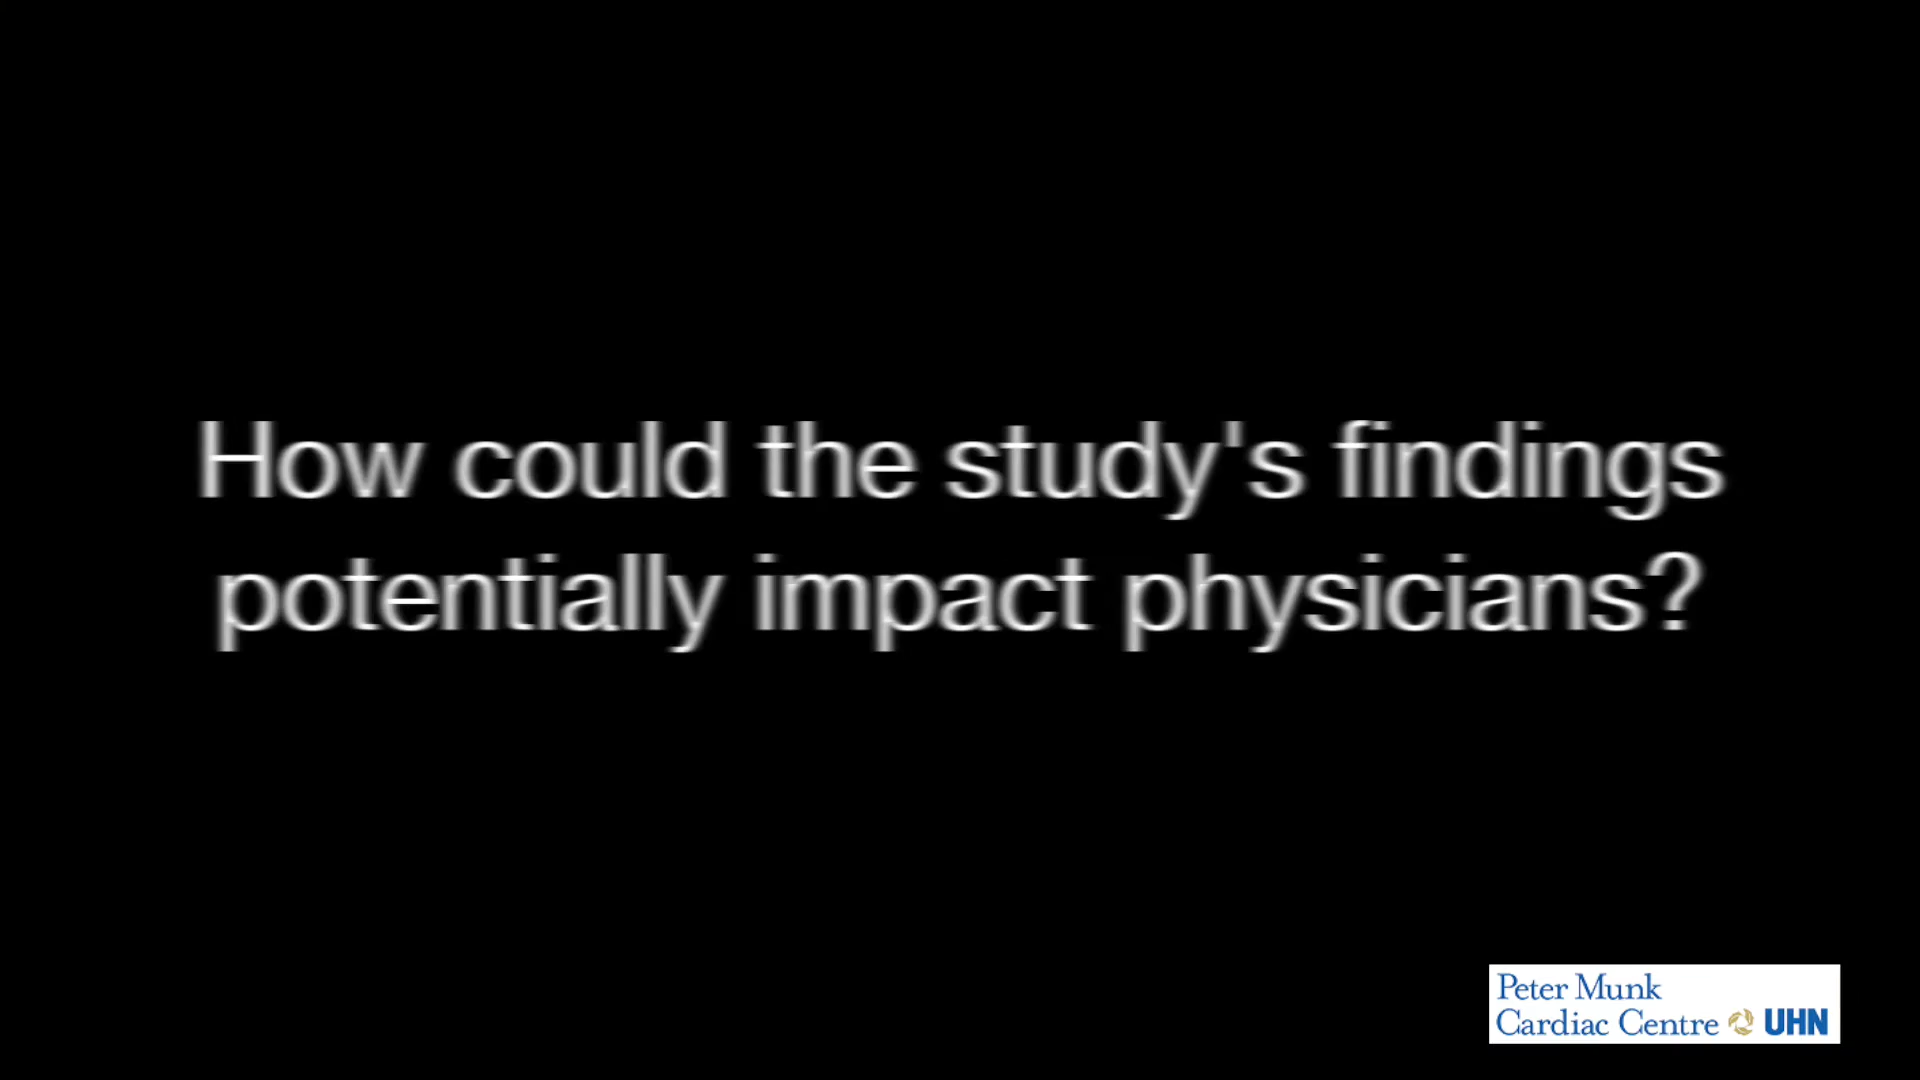 How could the study's findings
potentially impact physicians?
Peter Munk
Cardiac Centre UHN